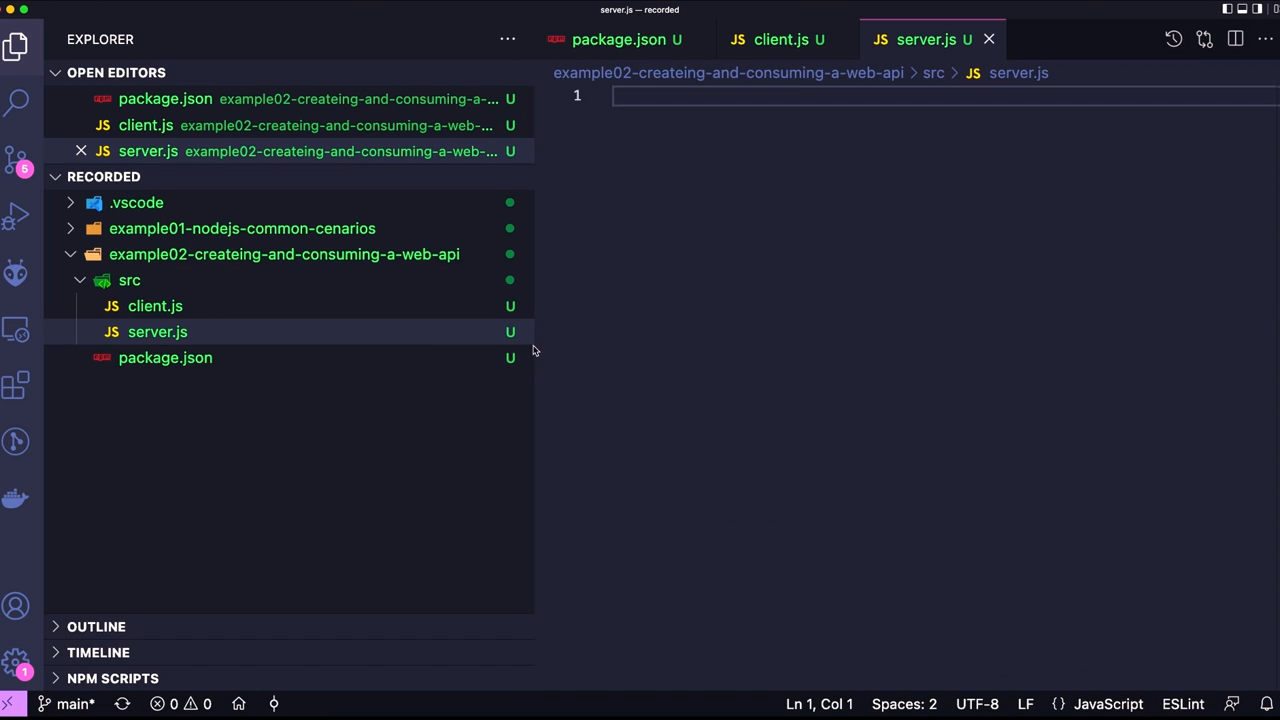 server.js — recorded
EXPLORER
package.json U
client.js U
server.js U
OPEN EDITORS
package.json example02-createing-and-consuming-a-... U
client.js example02-createing-and-consuming-a-web-... U
server.js example02-createing-and-consuming-a-web-... U
example02-createing-and-consuming-a-web-api > src > JS server.js
1
RECORDED
.vscode
example01-nodejs-common-cenarios
example02-createing-and-consuming-a-web-api
src
JS client.js U
JS server.js U
package.json U
5
OUTLINE
TIMELINE
NPM SCRIPTS
1
main* 0 0 Ln 1, Col 1 Spaces: 2 UTF-8 LF {} JavaScript ESLint